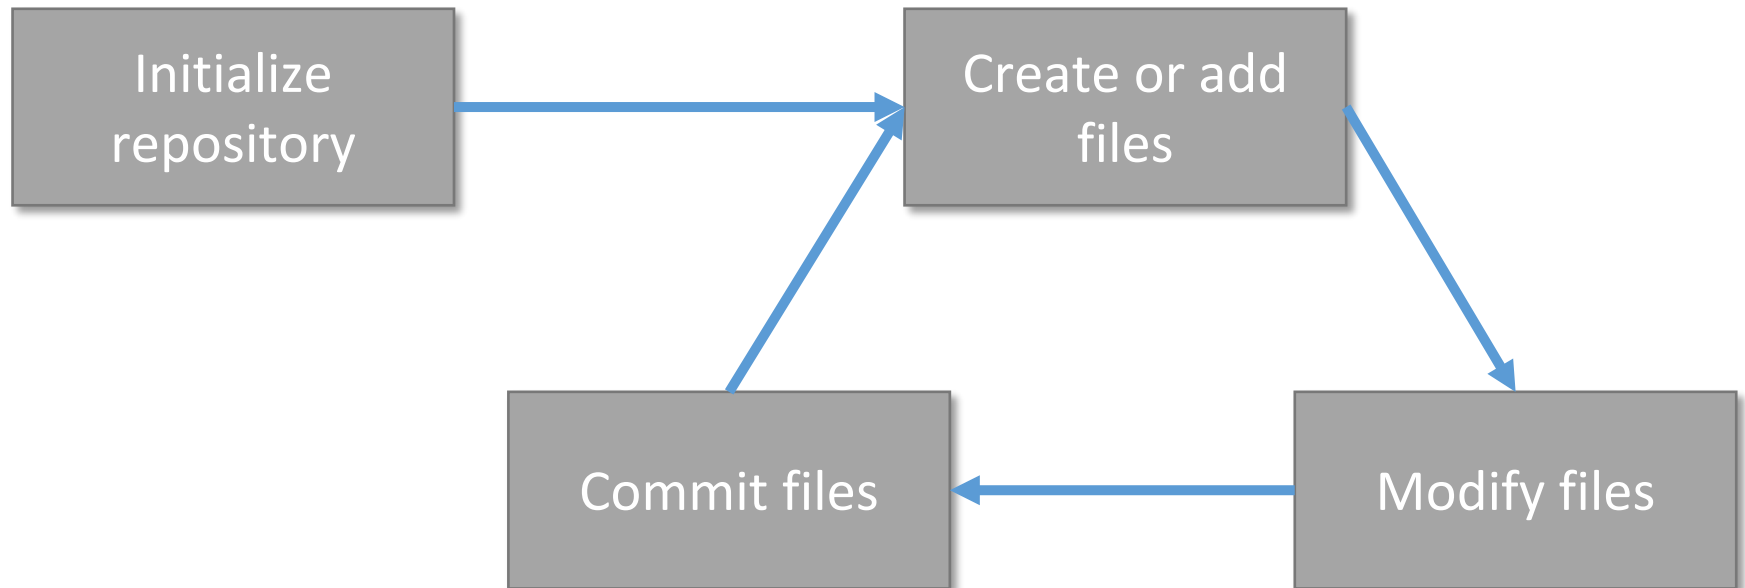 Initialize
repository
Create or add
files
Commit files
Modify files